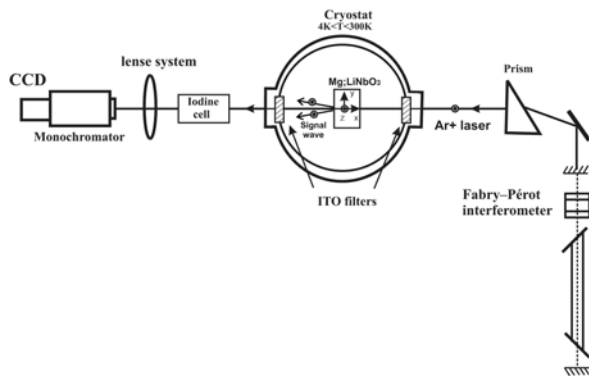 Cryostat
4K<T<300K
lense system
Prism
CCD
Mg:LiNbO₃
Iodine
cell
y
z
x
Signal
wave
Ar+ laser
Monochromator
ITO filters
Fabry–Pérot
interferometer